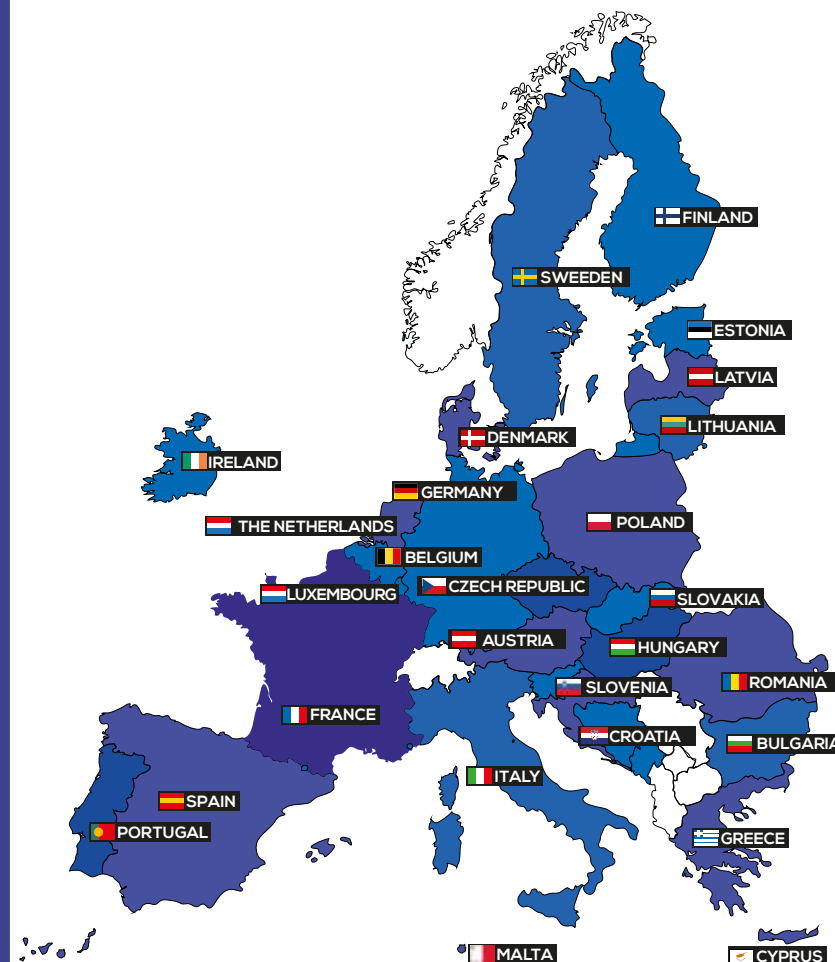 FINLAND
SWEEDEN
ESTONIA
LATVIA
LITHUANIA
DENMARK
IRELAND
GERMANY
THE NETHERLANDS
POLAND
BELGIUM
CZECH REPUBLIC
LUXEMBOURG
SLOVAKIA
AUSTRIA
HUNGARY
ROMANIA
SLOVENIA
FRANCE
CROATIA
BULGARIA
ITALY
SPAIN
PORTUGAL
GREECE
MALTA
CYPRUS